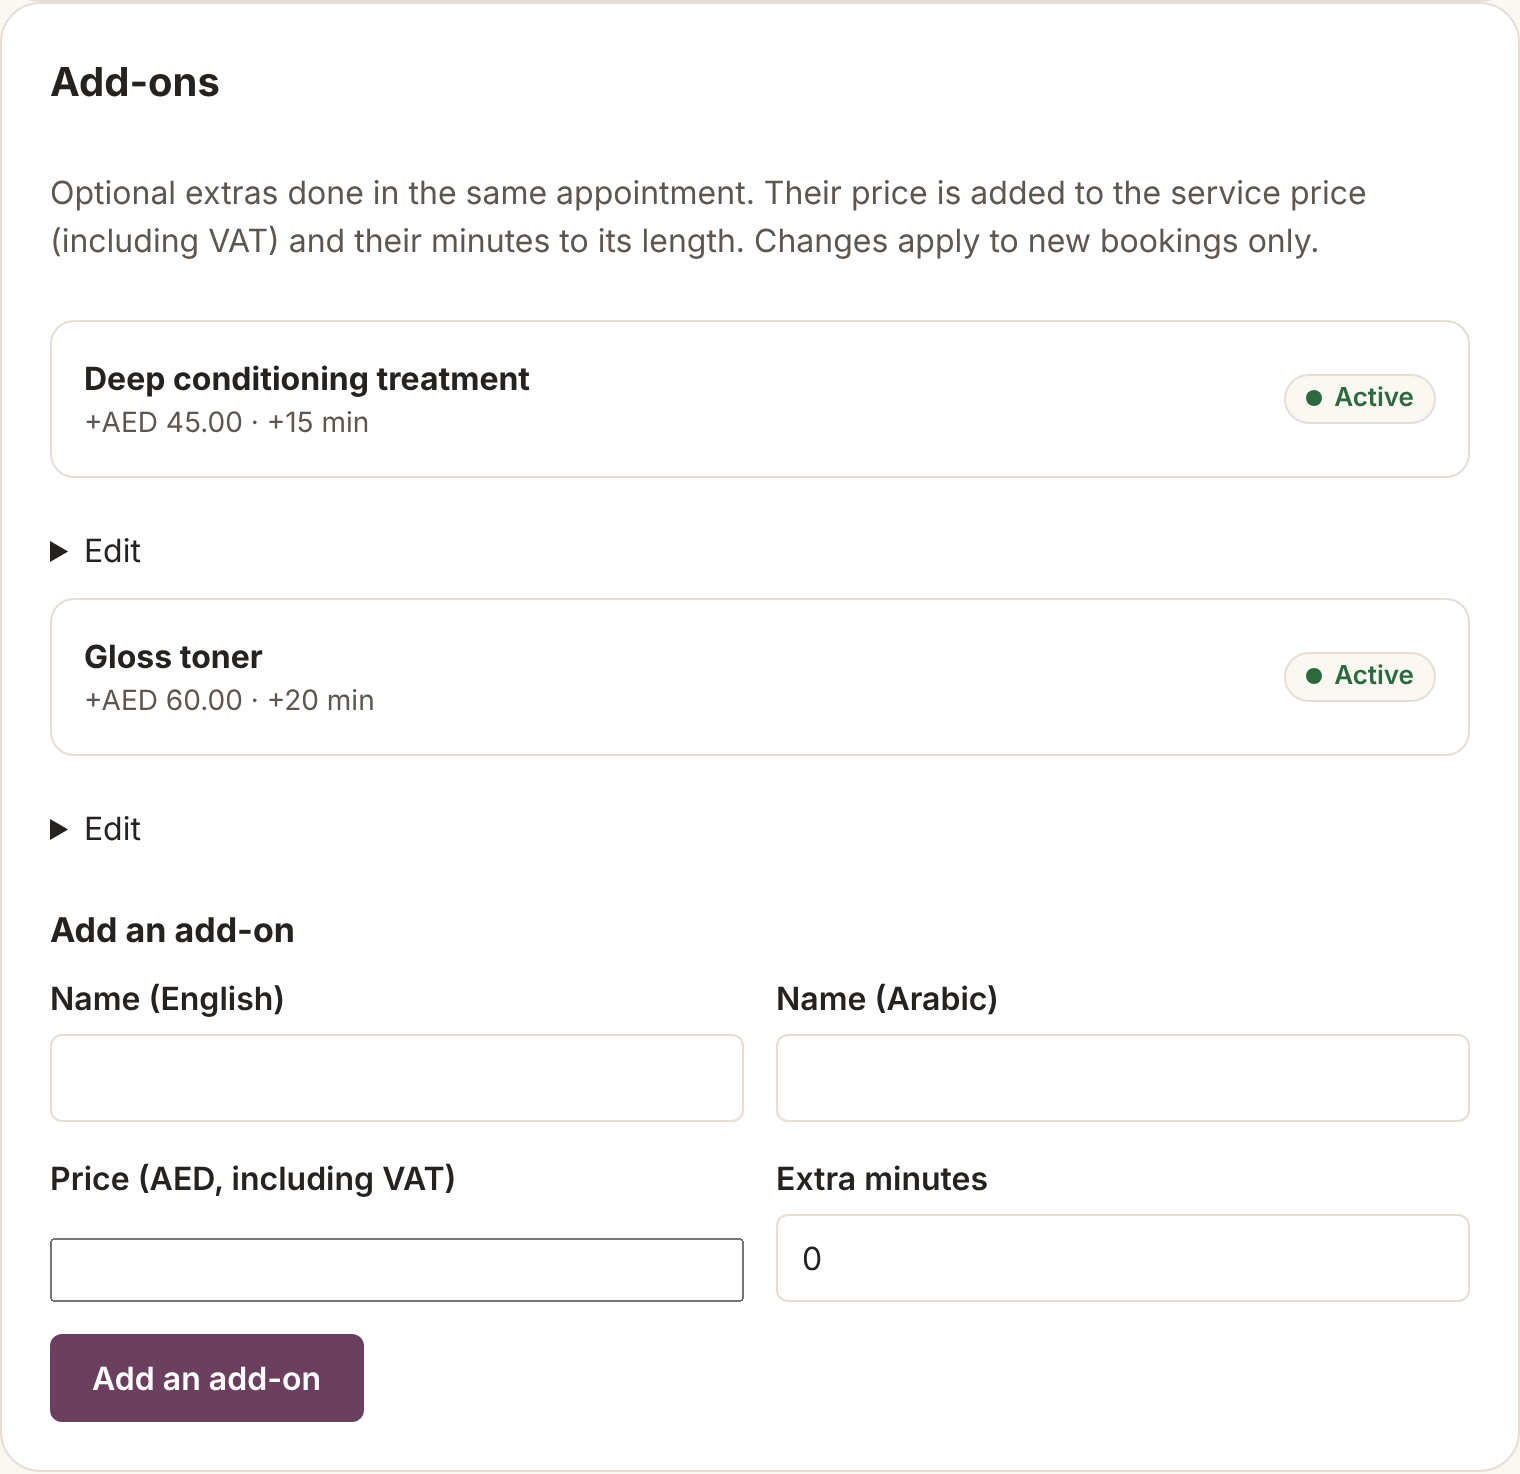 Add-ons
Optional extras done in the same appointment. Their price is added to the service price
(including VAT) and their minutes to its length. Changes apply to new bookings only.
Deep conditioning treatment
+AED 45.00 · +15 min
Active
Edit
Gloss toner
+AED 60.00 · +20 min
Active
Edit
Add an add-on
Name (English)
Name (Arabic)
Price (AED, including VAT)
Extra minutes
0
Add an add-on